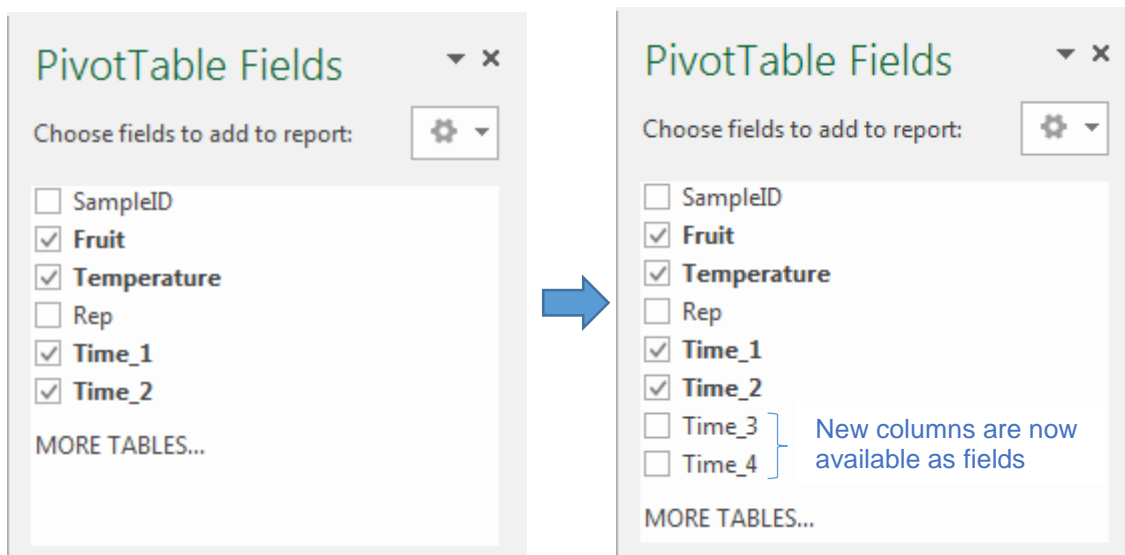 PivotTable Fields
Choose fields to add to report:
SampleID
Fruit
Temperature
Rep
Time_1
Time_2
MORE TABLES...
PivotTable Fields
Choose fields to add to report:
SampleID
Fruit
Temperature
Rep
Time_1
Time_2
Time_3
Time_4
New columns are now
available as fields
MORE TABLES...